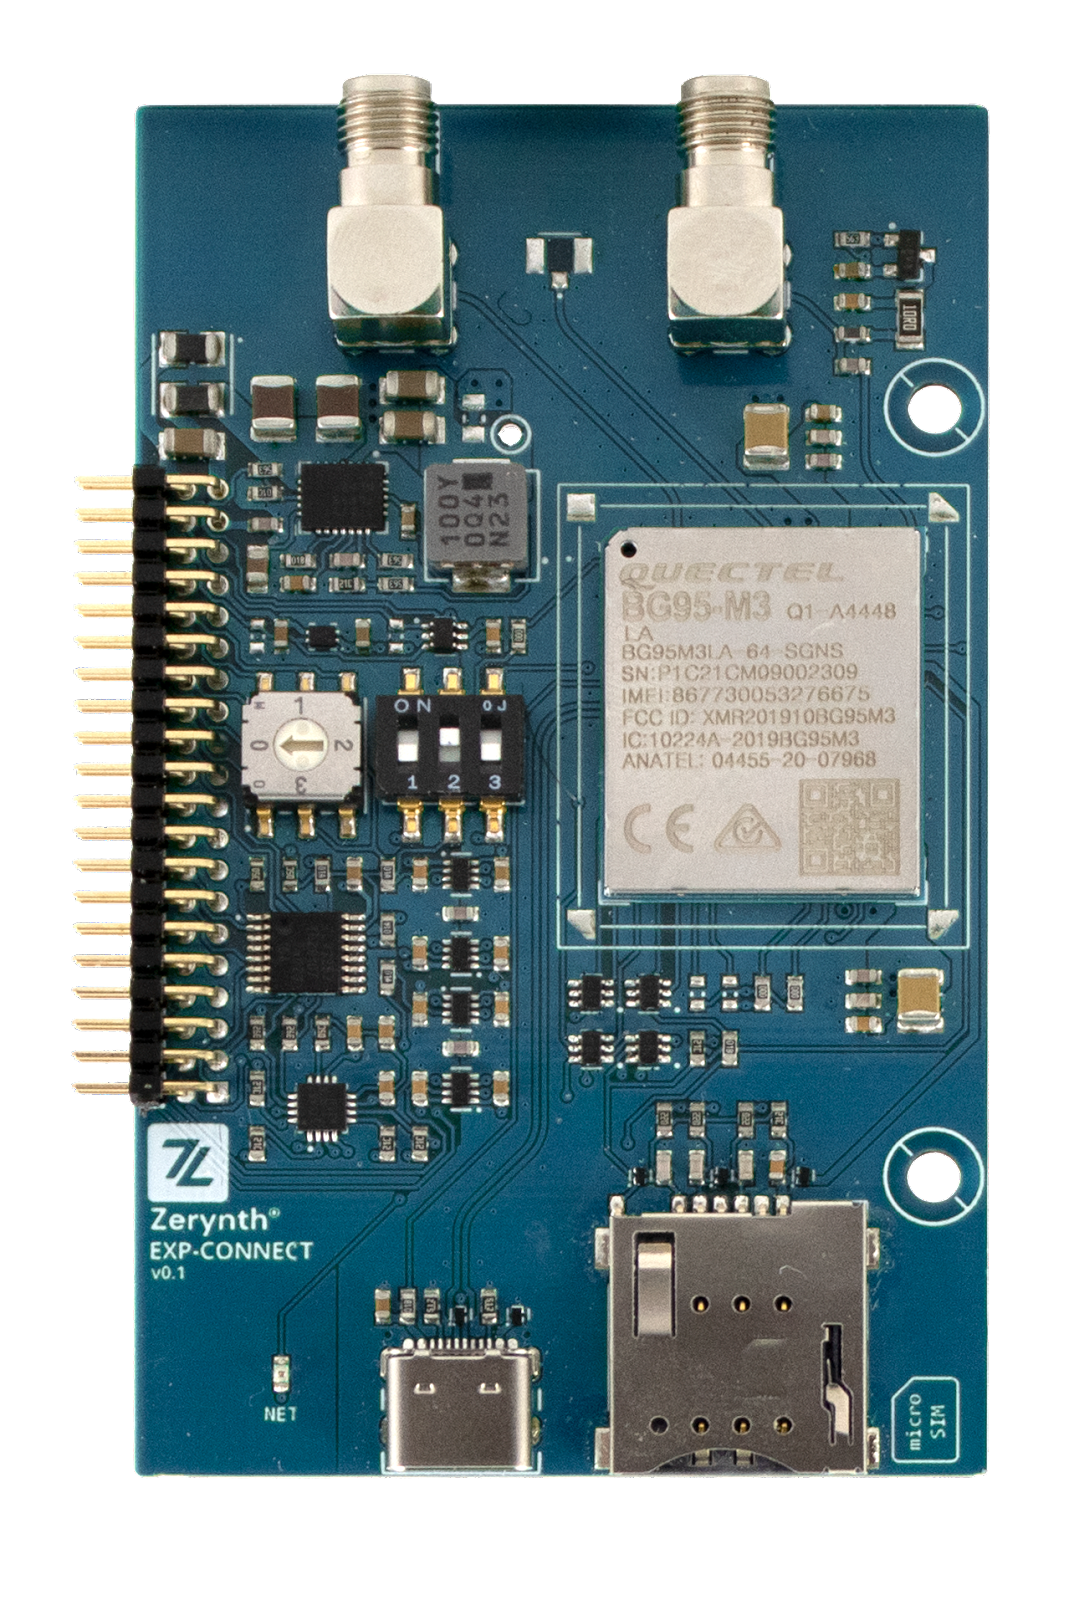 10R0
100Y
0Q4
N23
QUECTEL
BG95-M3 Q1-A4448
LA
BG95M3LA-64-SGNS
SN:P1C21CM09002309
IMEI:867730053276675
FCC ID: XMR201910BG95M3
IC:10224A-2019BG95M3
ANATEL: 04455-20-07968
CE
1
0
2
3
ON
1 2 3
Zerynth®
EXP-CONNECT
v0.1
NET
micro
SIM